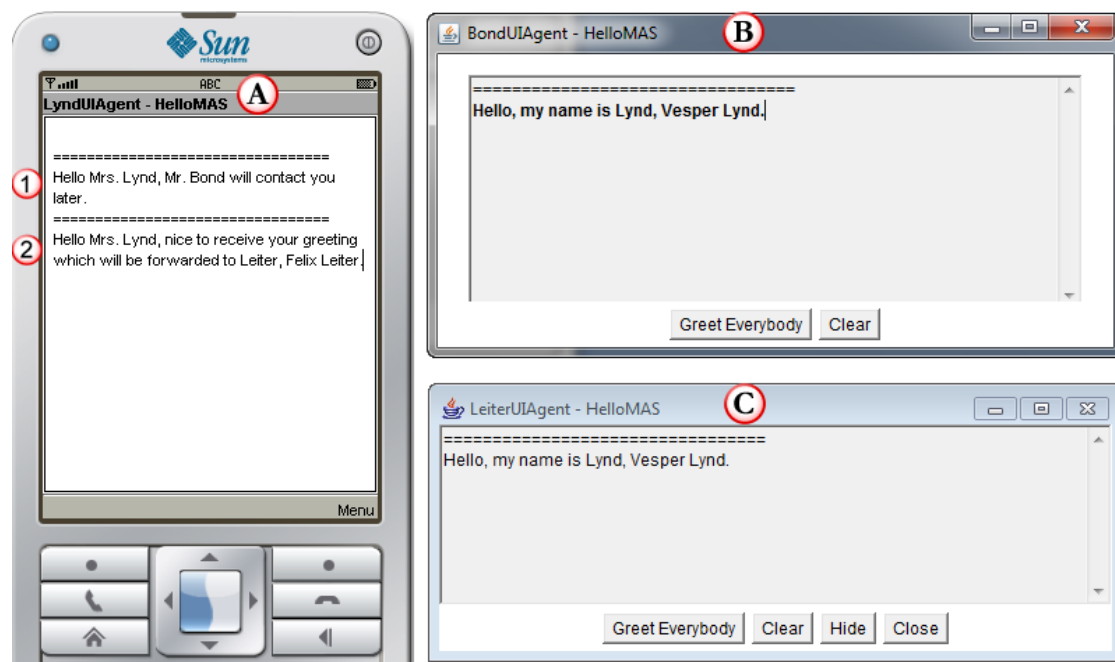 Sun
microsystems
ABC
A
LyndUIAgent - HelloMAS
==================================
1
Hello Mrs. Lynd, Mr. Bond will contact you
later.
==================================
2
Hello Mrs. Lynd, nice to receive your greeting
which will be forwarded to Leiter, Felix Leiter.
Menu
BondUIAgent - HelloMAS
B
==================================
Hello, my name is Lynd, Vesper Lynd.
Greet Everybody Clear
LeiterUIAgent - HelloMAS
C
==================================
Hello, my name is Lynd, Vesper Lynd.
Greet Everybody Clear Hide Close